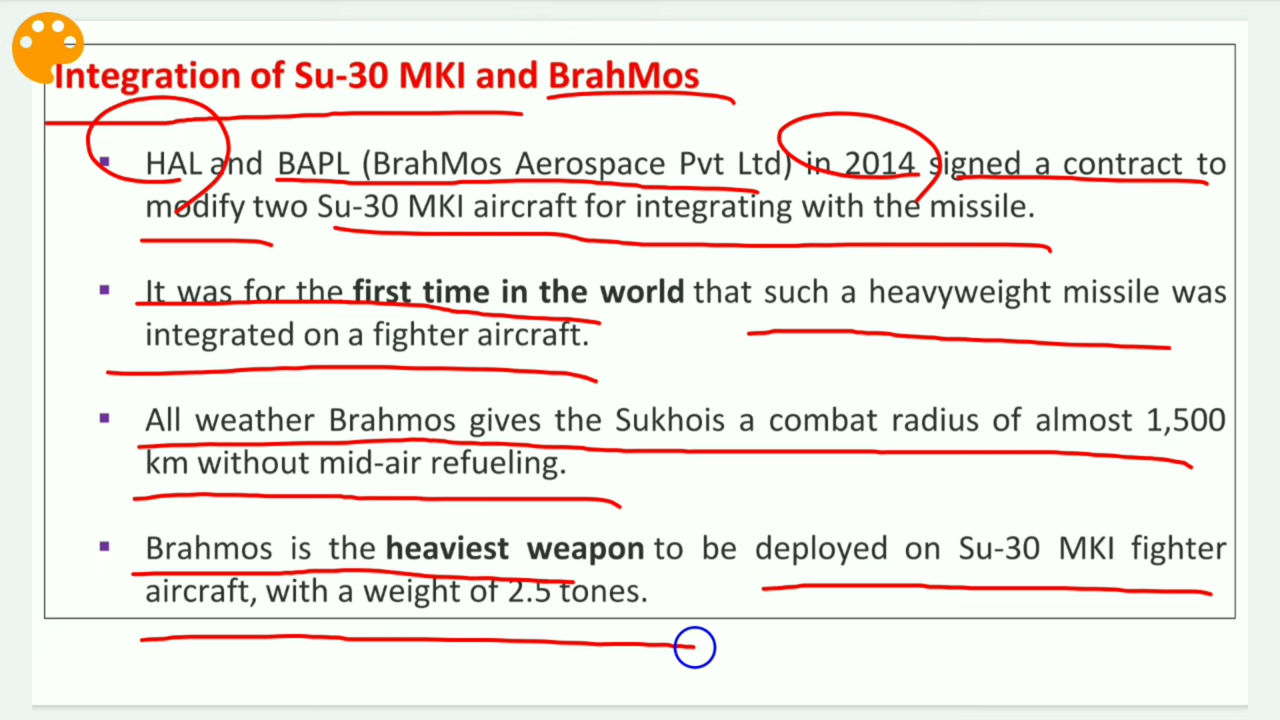 Integration of Su-30 MKI and BrahMos
▪ HAL and BAPL (BrahMos Aerospace Pvt Ltd) in 2014 signed a contract to
modify two Su-30 MKI aircraft for integrating with the missile.
▪ It was for the first time in the world that such a heavyweight missile was
integrated on a fighter aircraft.
▪ All weather Brahmos gives the Sukhois a combat radius of almost 1,500
km without mid-air refueling.
▪ Brahmos is the heaviest weapon to be deployed on Su-30 MKI fighter
aircraft, with a weight of 2.5 tones.